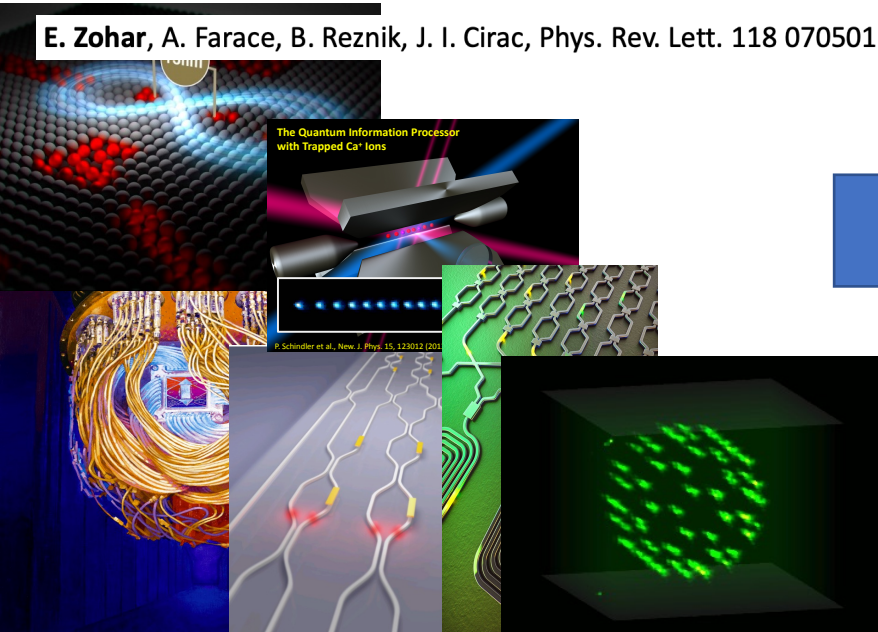 E. Zohar, A. Farace, B. Reznik, J. I. Cirac, Phys. Rev. Lett. 118 070501
The Quantum Information Processor
with Trapped Ca⁺ Ions
P. Schindler et al., New. J. Phys. 15, 123012 (201